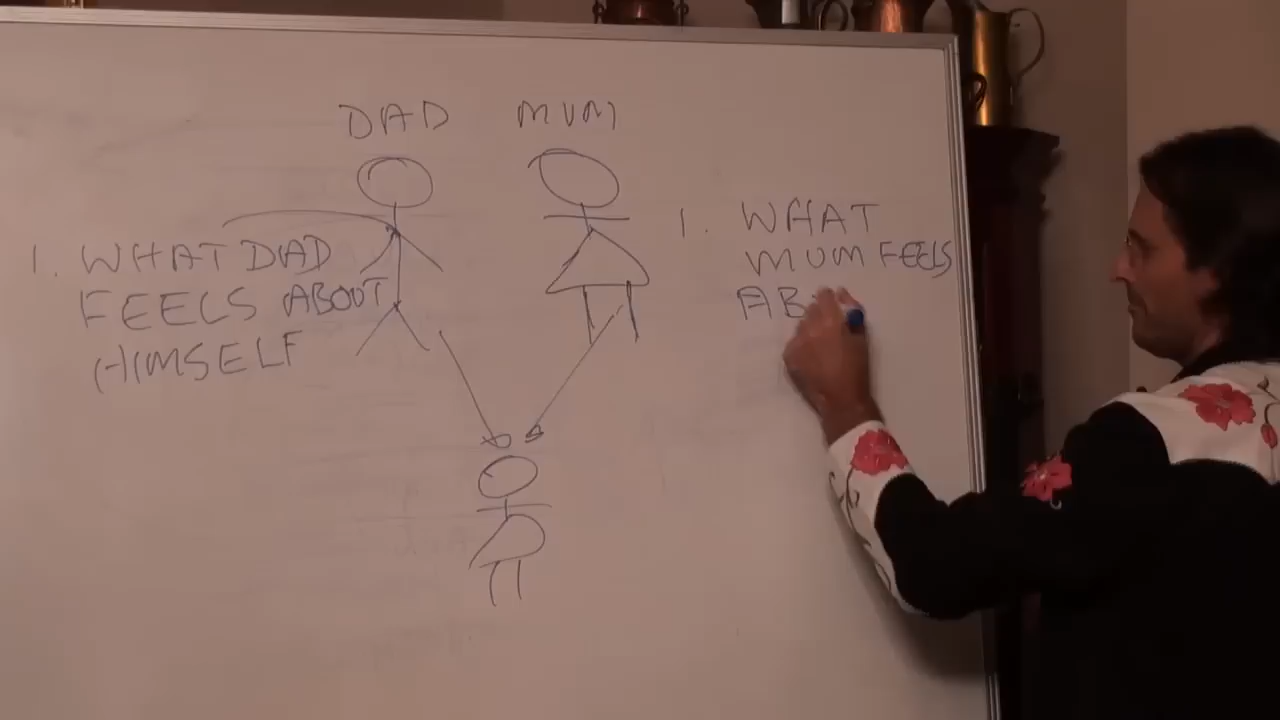 DAD MUM
1. WHAT DAD
FEELS ABOUT
HIMSELF
1. WHAT
MUM FEELS
AB